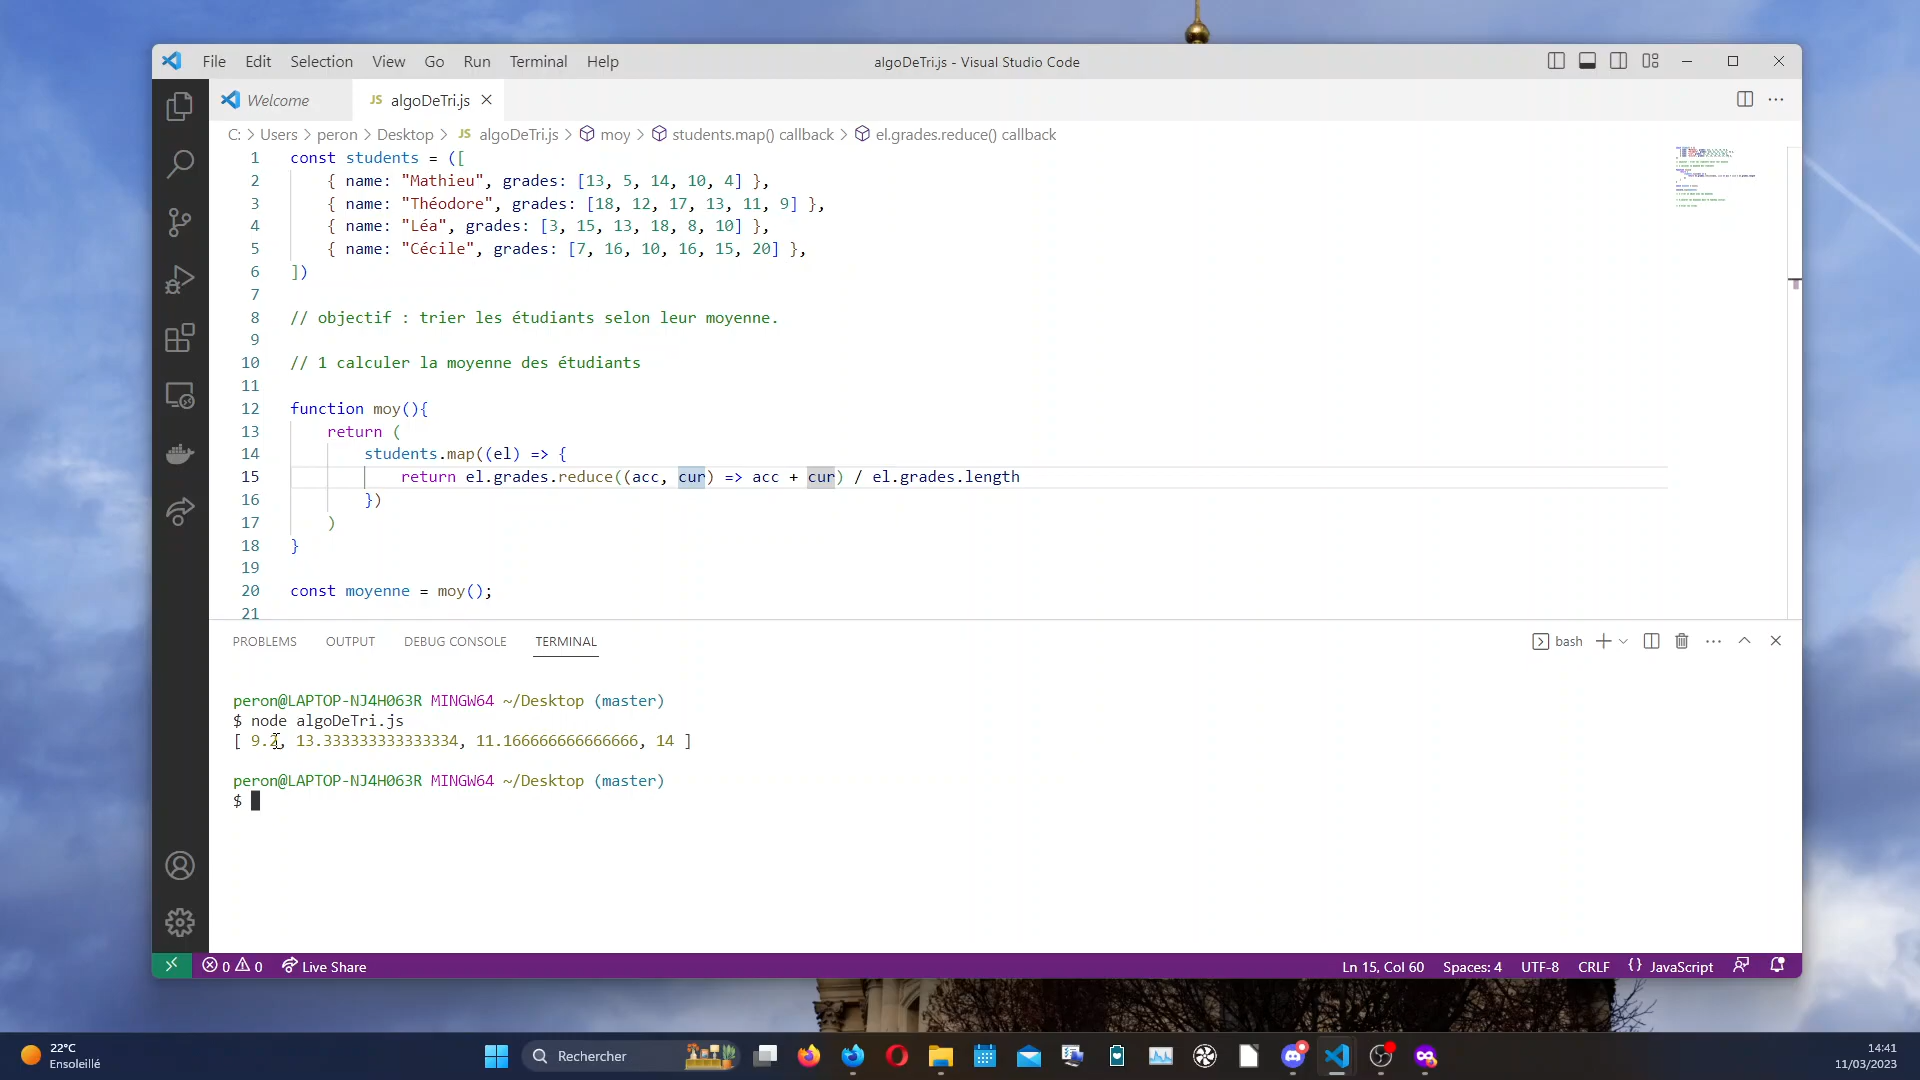 File Edit Selection View Go Run Terminal Help
algoDeTri.js - Visual Studio Code
Welcome
JS algoDeTri.js
C: > Users > peron > Desktop > JS algoDeTri.js > moy > students.map() callback > el.grades.reduce() callback
1 const students = ([
2 { name: "Mathieu", grades: [13, 5, 14, 10, 4] },
3 { name: "Théodore", grades: [18, 12, 17, 13, 11, 9] },
4 { name: "Léa", grades: [3, 15, 13, 18, 8, 10] },
5 { name: "Cécile", grades: [7, 16, 10, 16, 15, 20] },
6 ])
7
8 // objectif : trier les étudiants selon leur moyenne.
9
10 // 1 calculer la moyenne des étudiants
11
12 function moy(){
13 return (
14 students.map((el) => {
15 return el.grades.reduce((acc, cur) => acc + cur) / el.grades.length
16 })
17 )
18 }
19
20 const moyenne = moy();
21
PROBLEMS OUTPUT DEBUG CONSOLE TERMINAL
bash
peron@LAPTOP-NJ4H063R MINGW64 ~/Desktop (master)
$ node algoDeTri.js
[ 9.2, 13.333333333333334, 11.166666666666666, 14 ]
peron@LAPTOP-NJ4H063R MINGW64 ~/Desktop (master)
$
0 0 Live Share
Ln 15, Col 60 Spaces: 4 UTF-8 CRLF {} JavaScript
22°C
Ensoleillé
Rechercher
14:41
11/03/2023